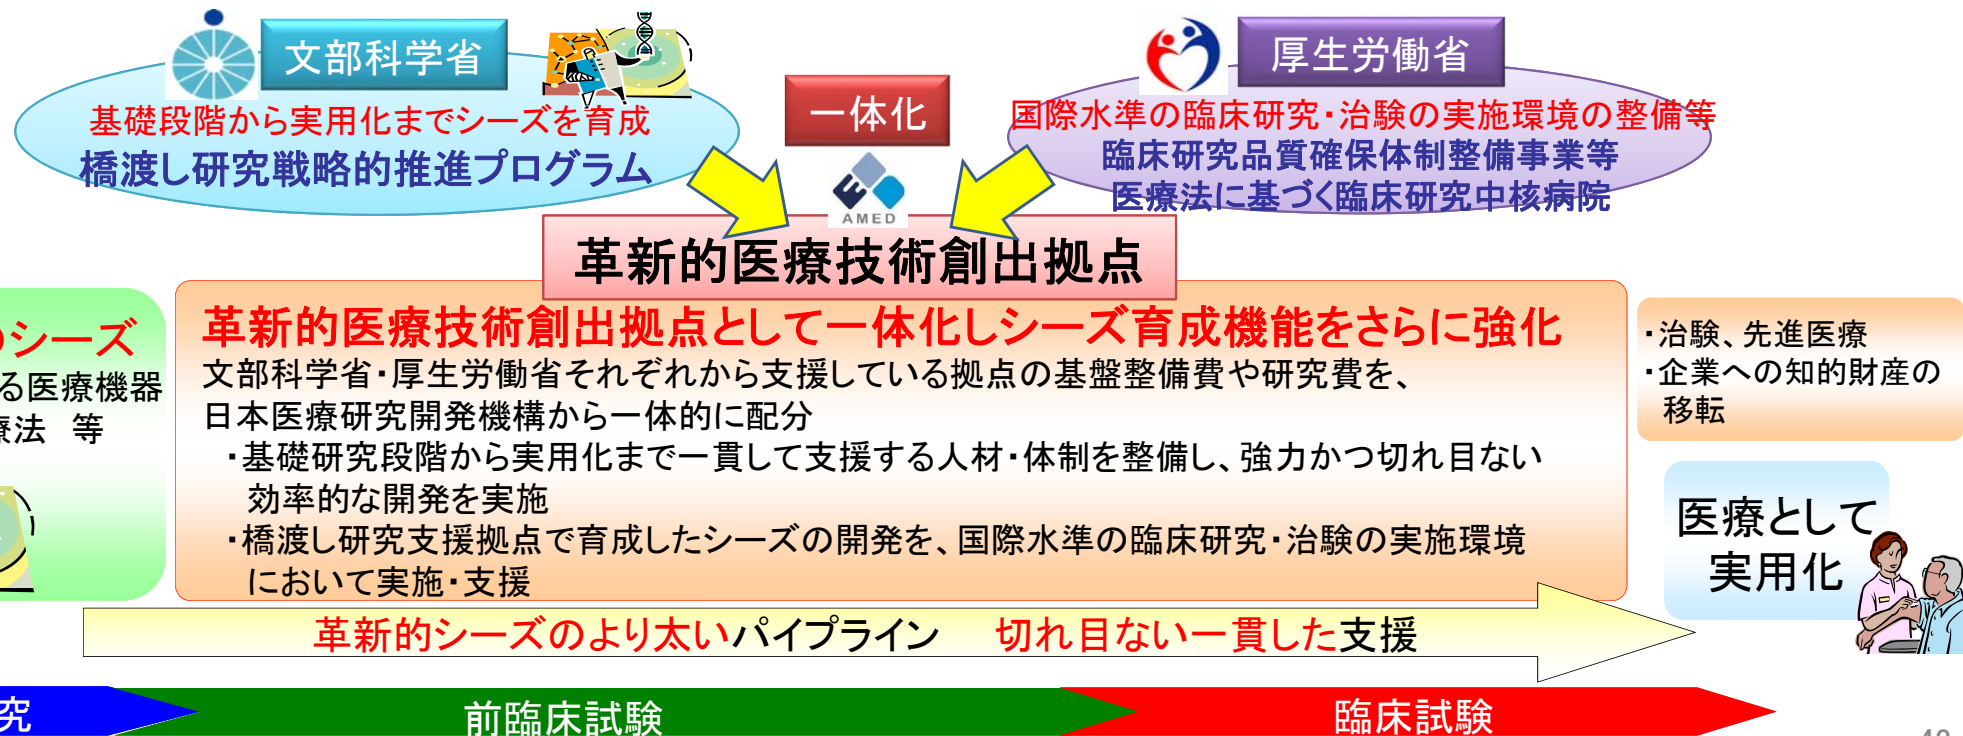 文部科学省
基礎段階から実用化までシーズを育成
橋渡し研究戦略的推進プログラム
一体化
AMED
厚生労働省
国際水準の臨床研究・治験の実施環境の整備等
臨床研究品質確保体制整備事業等
医療法に基づく臨床研究中核病院
革新的医療技術創出拠点
のシーズ
る医療機器
療法 等
革新的医療技術創出拠点として一体化しシーズ育成機能をさらに強化
文部科学省・厚生労働省それぞれから支援している拠点の基盤整備費や研究費を、
日本医療研究開発機構から一体的に配分
・基礎研究段階から実用化まで一貫して支援する人材・体制を整備し、強力かつ切れ目ない
効率的な開発を実施
・橋渡し研究支援拠点で育成したシーズの開発を、国際水準の臨床研究・治験の実施環境
において実施・支援
・治験、先進医療
・企業への知的財産の
移転
医療として
実用化
革新的シーズのより太いパイプライン 切れ目ない一貫した支援
究
前臨床試験
臨床試験